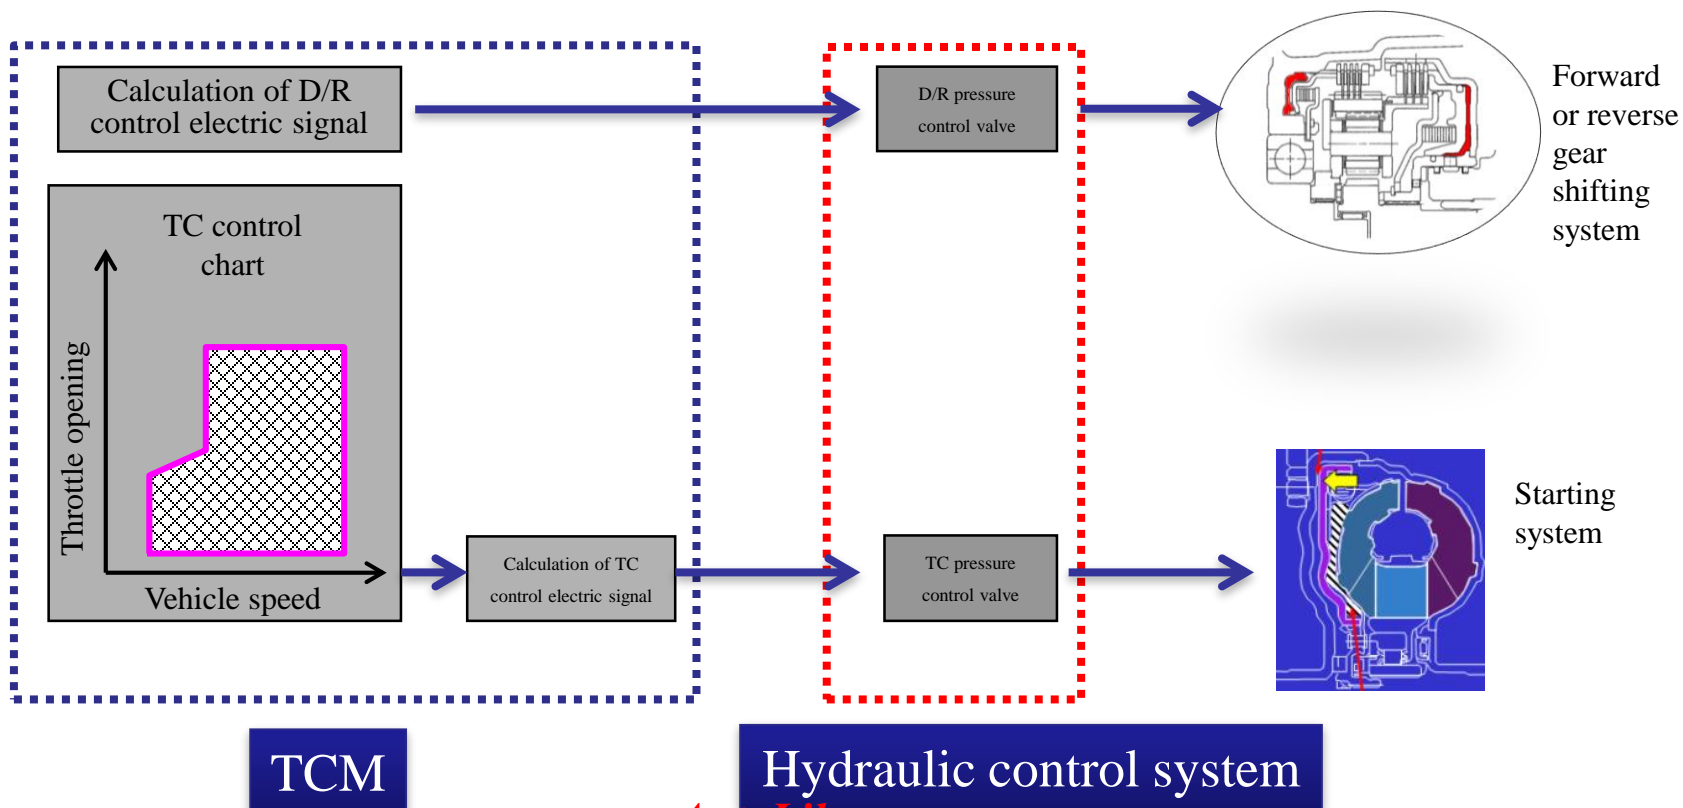 Calculation of D/R
control electric signal
D/R pressure
control valve
Forward
or reverse
gear
shifting
system
TC control
chart
Throttle opening
Vehicle speed
Calculation of TC
control electric signal
TC pressure
control valve
Starting
system
TCM
Hydraulic control system